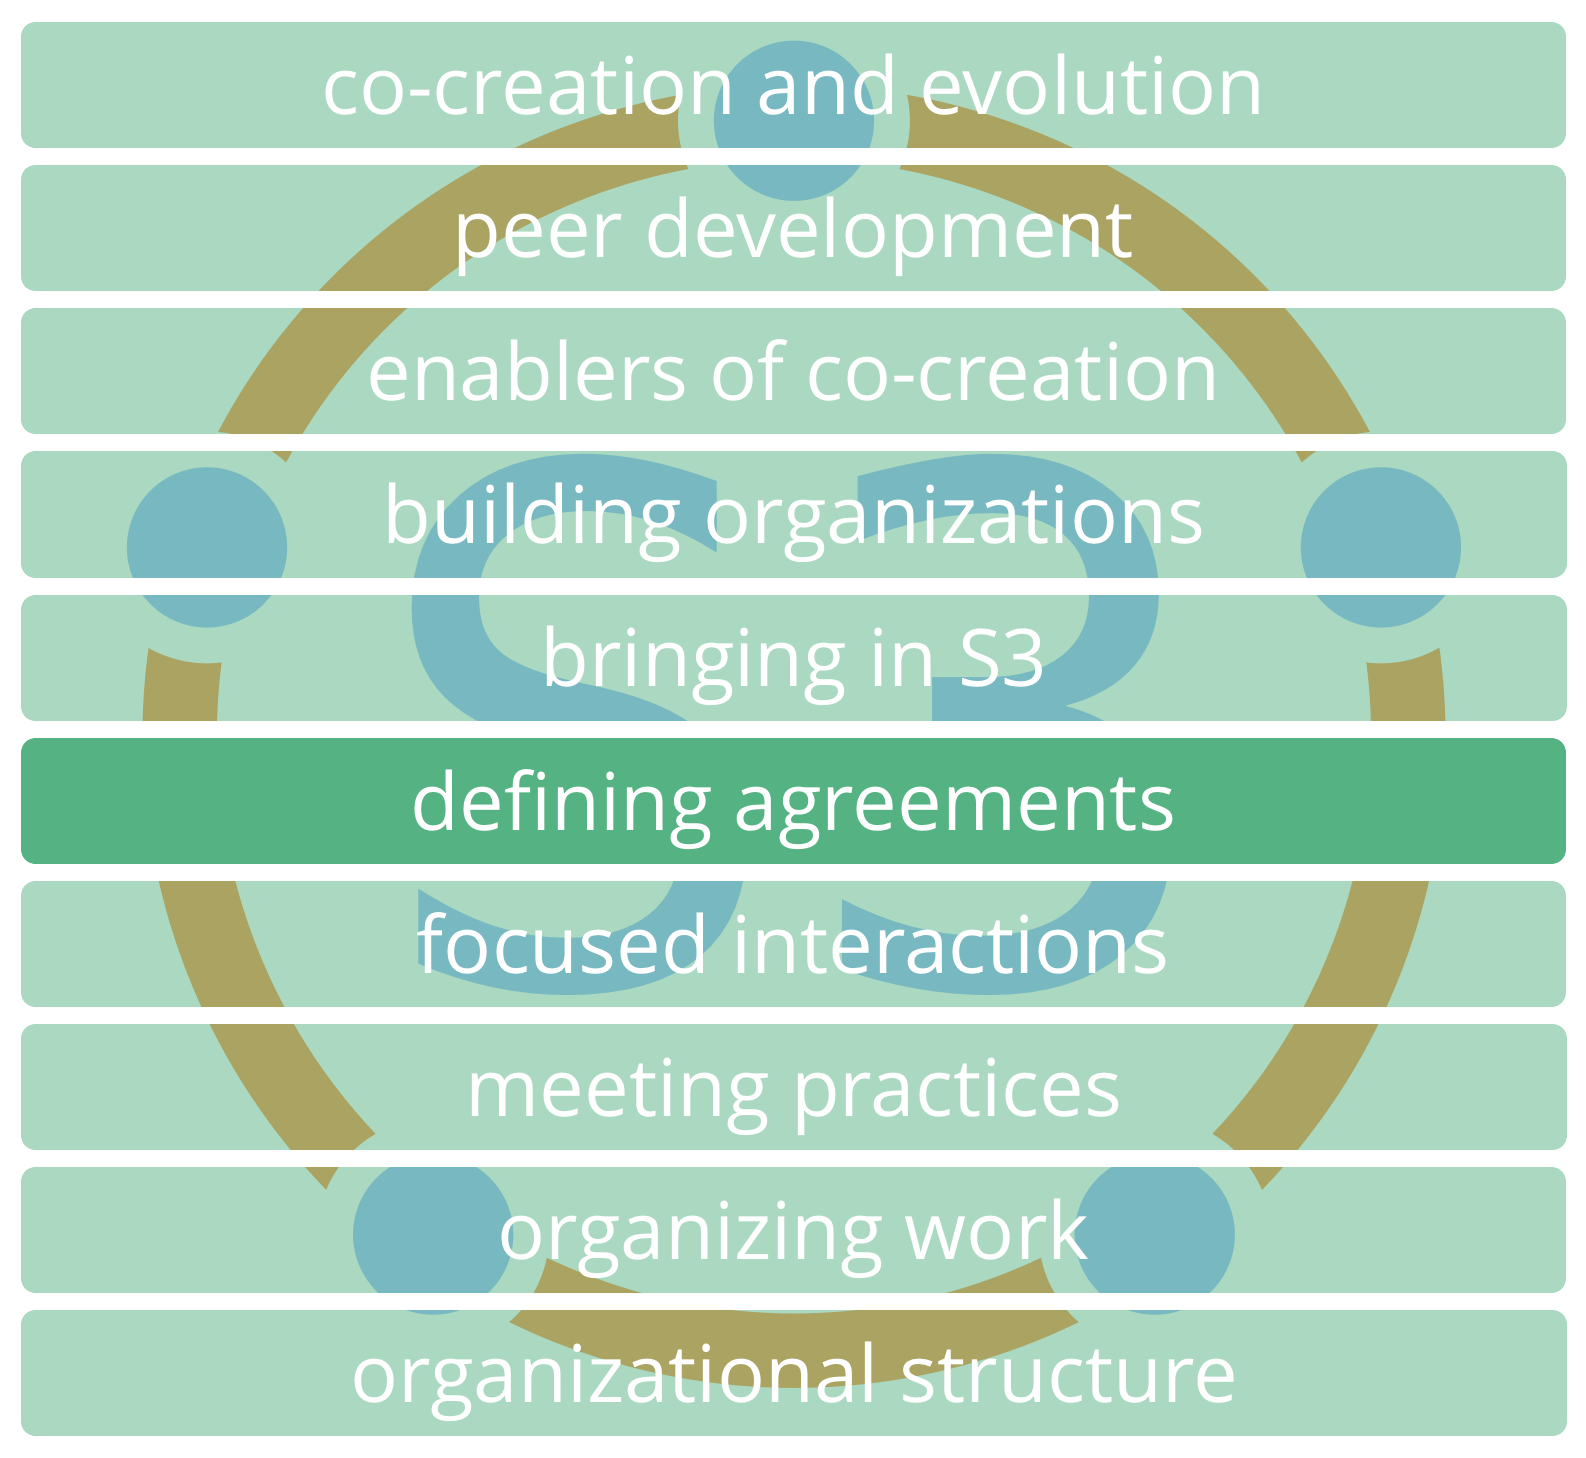 co-creation and evolution
peer development
enablers of co-creation
building organizations
bringing in S3
defining agreements
focused interactions
meeting practices
organizing work
organizational structure
S3